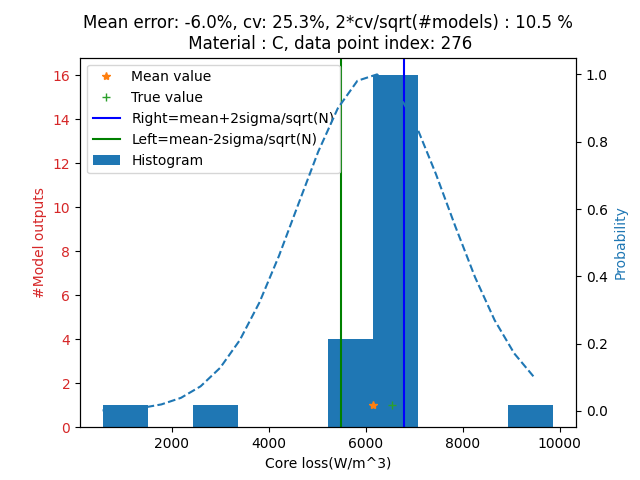 Mean error: -6.0%, cv: 25.3%, 2*cv/sqrt(#models) : 10.5 %
Material : C, data point index: 276
Mean value
True value
Right=mean+2sigma/sqrt(N)
Left=mean-2sigma/sqrt(N)
Histogram
16
14
12
10
8
6
4
2
0
#Model outputs
1.0
0.8
0.6
0.4
0.2
0.0
Probability
2000 4000 6000 8000 10000
Core loss(W/m^3)